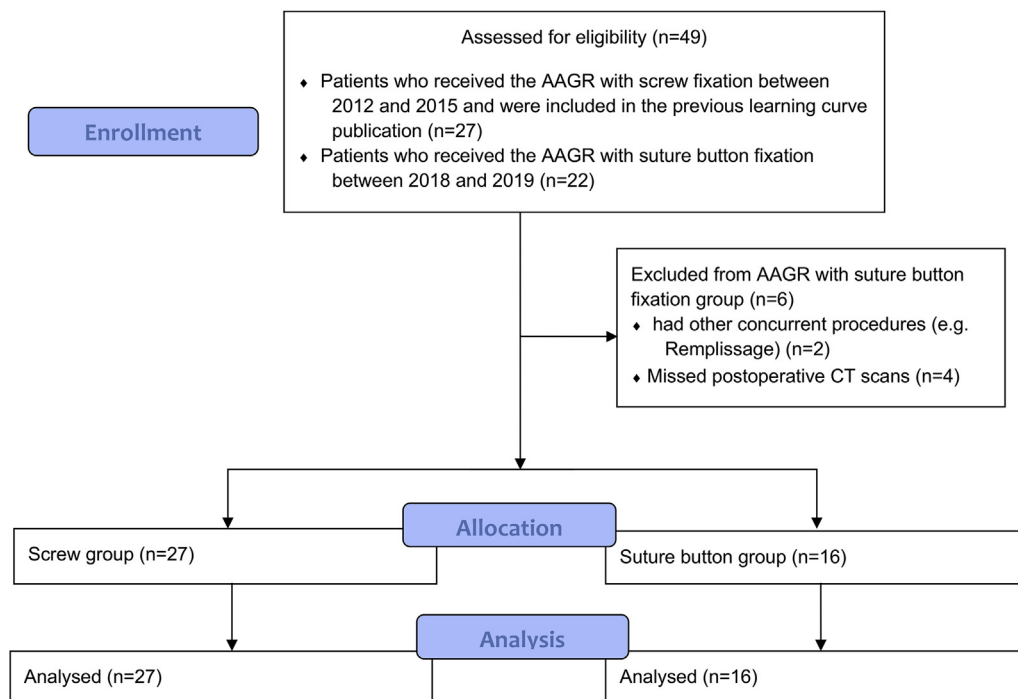 Assessed for eligibility (n=49)
♦ Patients who received the AAGR with screw fixation between
2012 and 2015 and were included in the previous learning curve
publication (n=27)
♦ Patients who received the AAGR with suture button fixation
between 2018 and 2019 (n=22)
Enrollment
Excluded from AAGR with suture button
fixation group (n=6)
♦ had other concurrent procedures (e.g.
Remplissage) (n=2)
♦ Missed postoperative CT scans (n=4)
Allocation
Screw group (n=27)
Suture button group (n=16)
Analysis
Analysed (n=27)
Analysed (n=16)